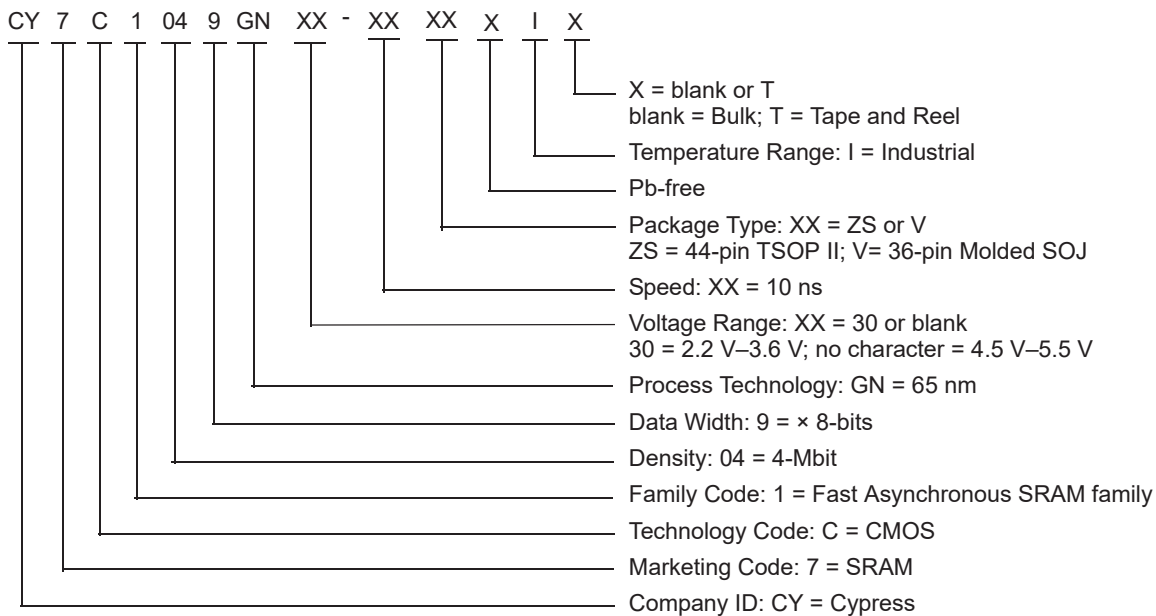 CY 7 C 1 04 9 GN XX - XX XX X I X
X = blank or T
blank = Bulk; T = Tape and Reel
Temperature Range: I = Industrial
Pb-free
Package Type: XX = ZS or V
ZS = 44-pin TSOP II; V= 36-pin Molded SOJ
Speed: XX = 10 ns
Voltage Range: XX = 30 or blank
30 = 2.2 V–3.6 V; no character = 4.5 V–5.5 V
Process Technology: GN = 65 nm
Data Width: 9 = × 8-bits
Density: 04 = 4-Mbit
Family Code: 1 = Fast Asynchronous SRAM family
Technology Code: C = CMOS
Marketing Code: 7 = SRAM
Company ID: CY = Cypress